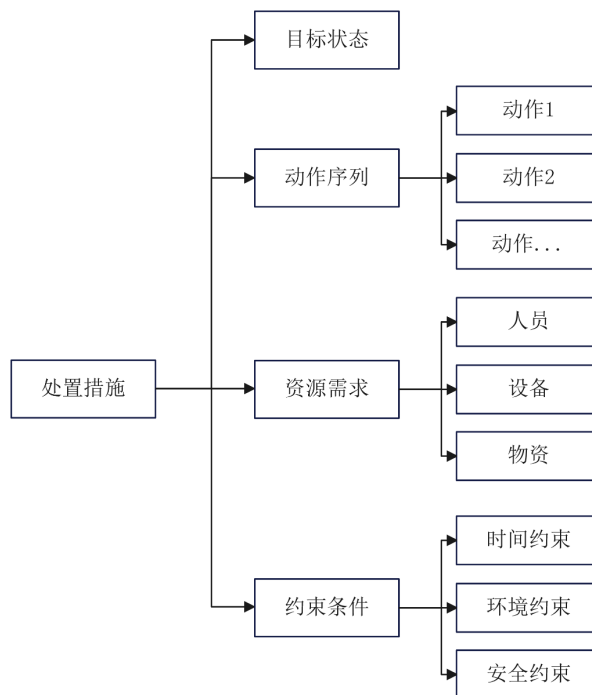 目标状态
动作1
动作序列
动作2
动作...
人员
处置措施
资源需求
设备
物资
时间约束
约束条件
环境约束
安全约束